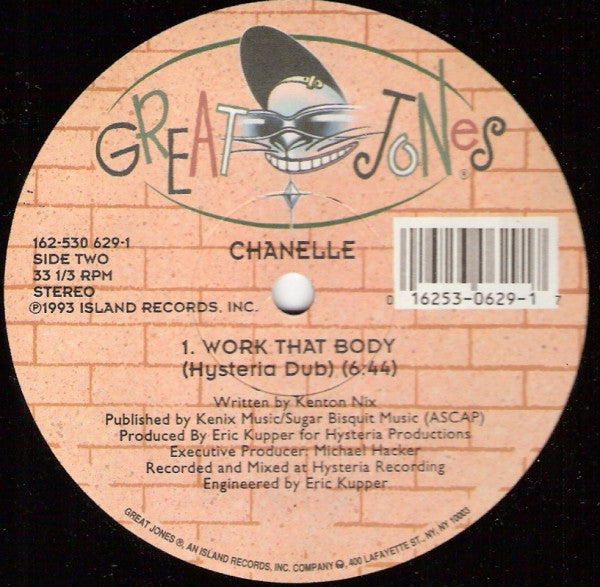 GREAT JONes ®
CHANELLE
162-530 629-1
SIDE TWO
33 1/3 RPM
STEREO
℗1993 ISLAND RECORDS, INC.
0 16253-0629-1 7
1. WORK THAT BODY
(Hysteria Dub) (6:44)
Written by Kenton Nix
Published by Kenix Music/Sugar Bisquit Music (ASCAP)
Produced By Eric Kupper for Hysteria Productions
Executive Producer: Michael Hacker
Recorded and Mixed at Hysteria Recording
Engineered by Eric Kupper
GREAT JONES ®, AN ISLAND RECORDS, INC. COMPANY, 400 LAFAYETTE ST., NY, NY 10003